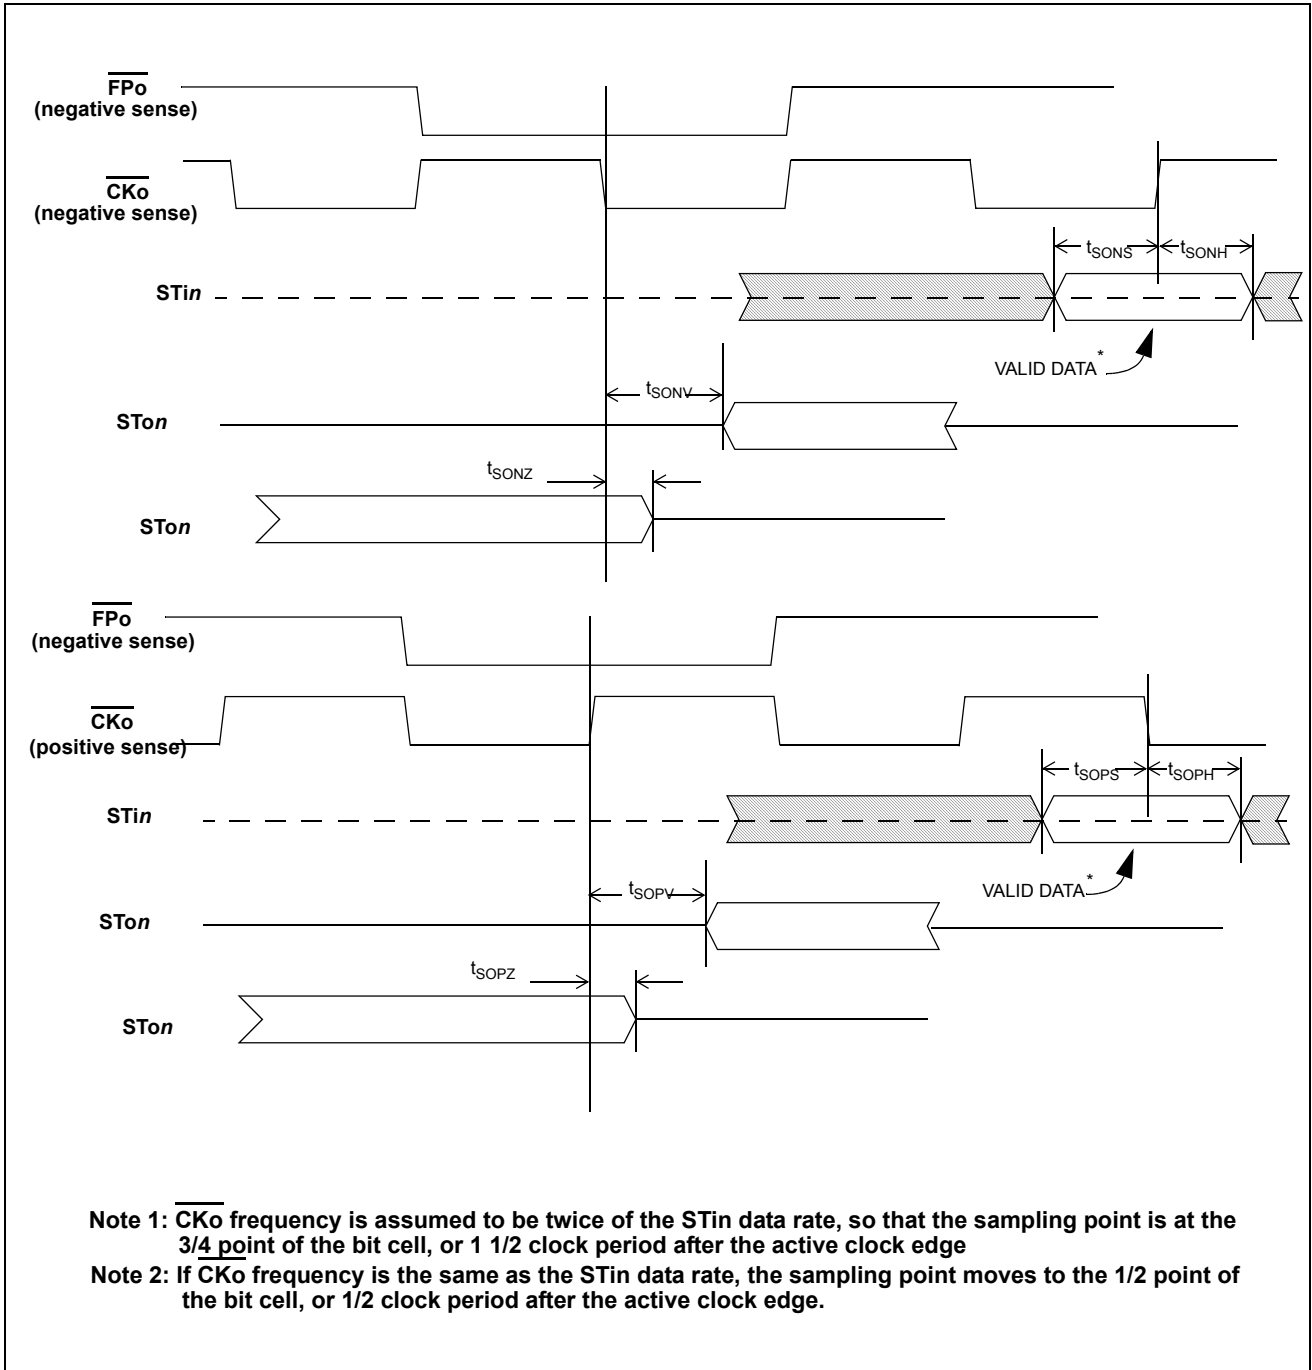 FPo
(negative sense)
CKo
(negative sense)
tSONS
tSONH
STin
VALID DATA*
tSONV
STon
tSONZ
STon
FPo
(negative sense)
CKo
(positive sense)
tSOPS
tSOPH
STin
VALID DATA*
tSOPV
STon
tSOPZ
STon
Note 1: CKo frequency is assumed to be twice of the STin data rate, so that the sampling point is at the
3/4 point of the bit cell, or 1 1/2 clock period after the active clock edge
Note 2: If CKo frequency is the same as the STin data rate, the sampling point moves to the 1/2 point of
the bit cell, or 1/2 clock period after the active clock edge.